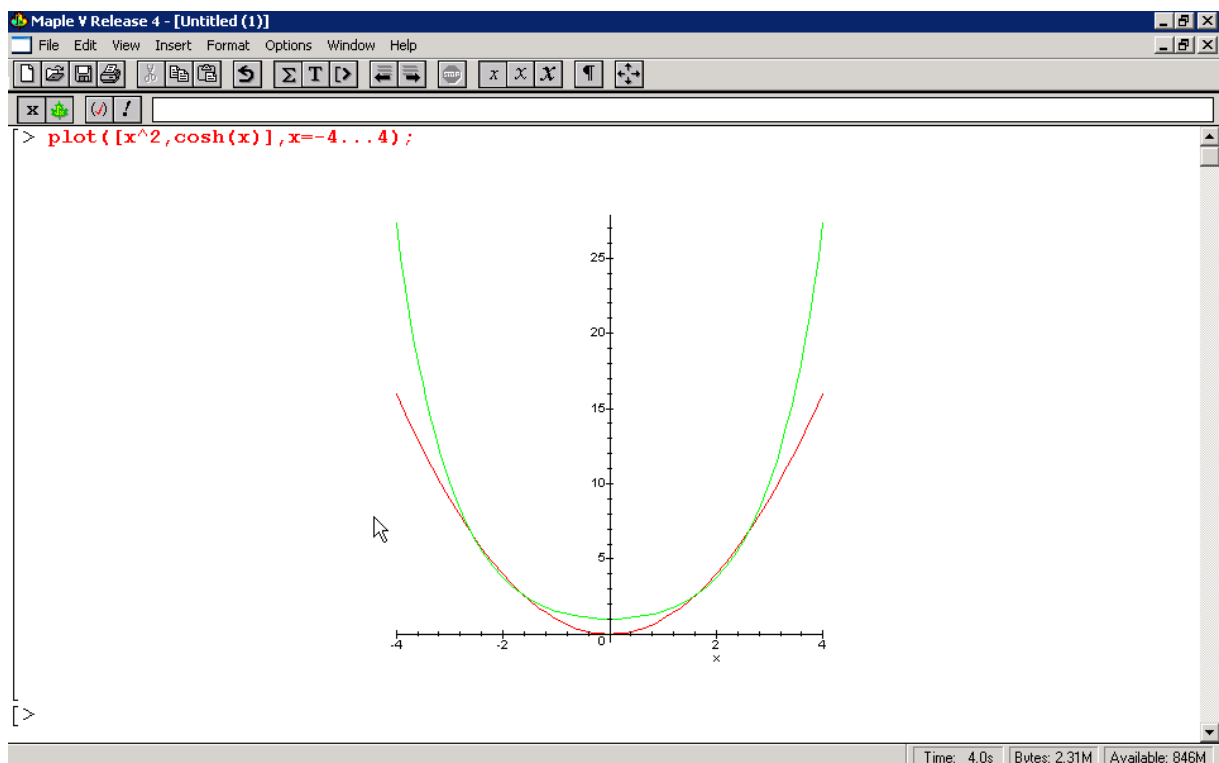 Maple V Release 4 - [Untitled (1)]
File Edit View Insert Format Options Window Help
Σ T [> STOP x x x ¶
x (√) !
[> plot([x^2,cosh(x)],x=-4...4);
25
20
15
10
5
-4 -2 0 2 4
x
[>
Time: 4.0s Bytes: 2.31M Available: 846M